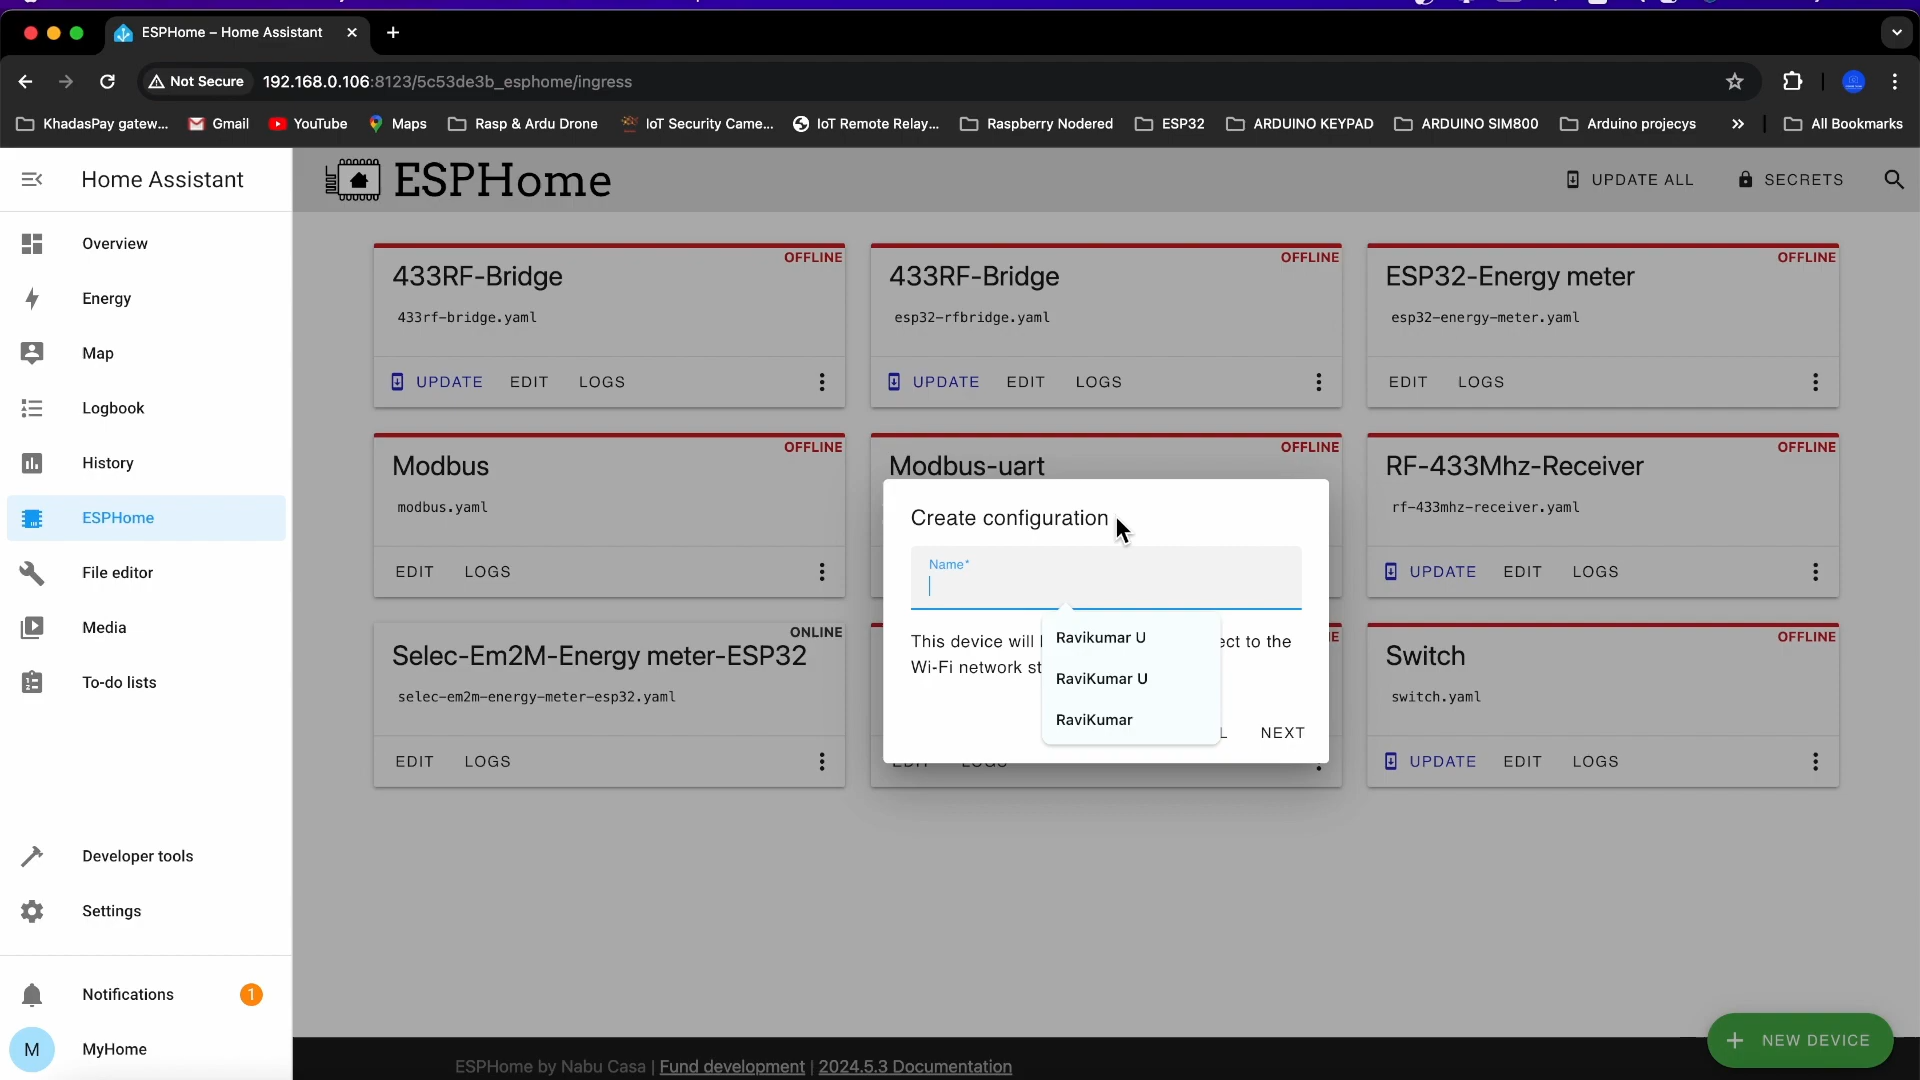 ESPHome – Home Assistant
Not Secure
192.168.0.106:8123/5c53de3b_esphome/ingress
KhadasPay gatew...
Gmail
YouTube
Maps
Rasp & Ardu Drone
IoT Security Came...
IoT Remote Relay...
Raspberry Nodered
ESP32
ARDUINO KEYPAD
ARDUINO SIM800
Arduino projecys
»
All Bookmarks
Home Assistant
ESPHome
UPDATE ALL
SECRETS
Overview
Energy
Map
Logbook
History
ESPHome
File editor
Media
To-do lists
Developer tools
Settings
Notifications
1
M
MyHome
OFFLINE
433RF-Bridge
433rf-bridge.yaml
UPDATE EDIT LOGS
OFFLINE
433RF-Bridge
esp32-rfbridge.yaml
UPDATE EDIT LOGS
OFFLINE
ESP32-Energy meter
esp32-energy-meter.yaml
EDIT LOGS
OFFLINE
Modbus
modbus.yaml
EDIT LOGS
OFFLINE
Modbus-uart
OFFLINE
RF-433Mhz-Receiver
rf-433mhz-receiver.yaml
UPDATE EDIT LOGS
ONLINE
Selec-Em2M-Energy meter-ESP32
selec-em2m-energy-meter-esp32.yaml
EDIT LOGS
OFFLINE
Switch
switch.yaml
UPDATE EDIT LOGS
Create configuration
Name*
This device will
ect to the
Wi-Fi network st
Ravikumar U
RaviKumar U
RaviKumar
NEXT
NEW DEVICE
ESPHome by Nabu Casa | Fund development | 2024.5.3 Documentation